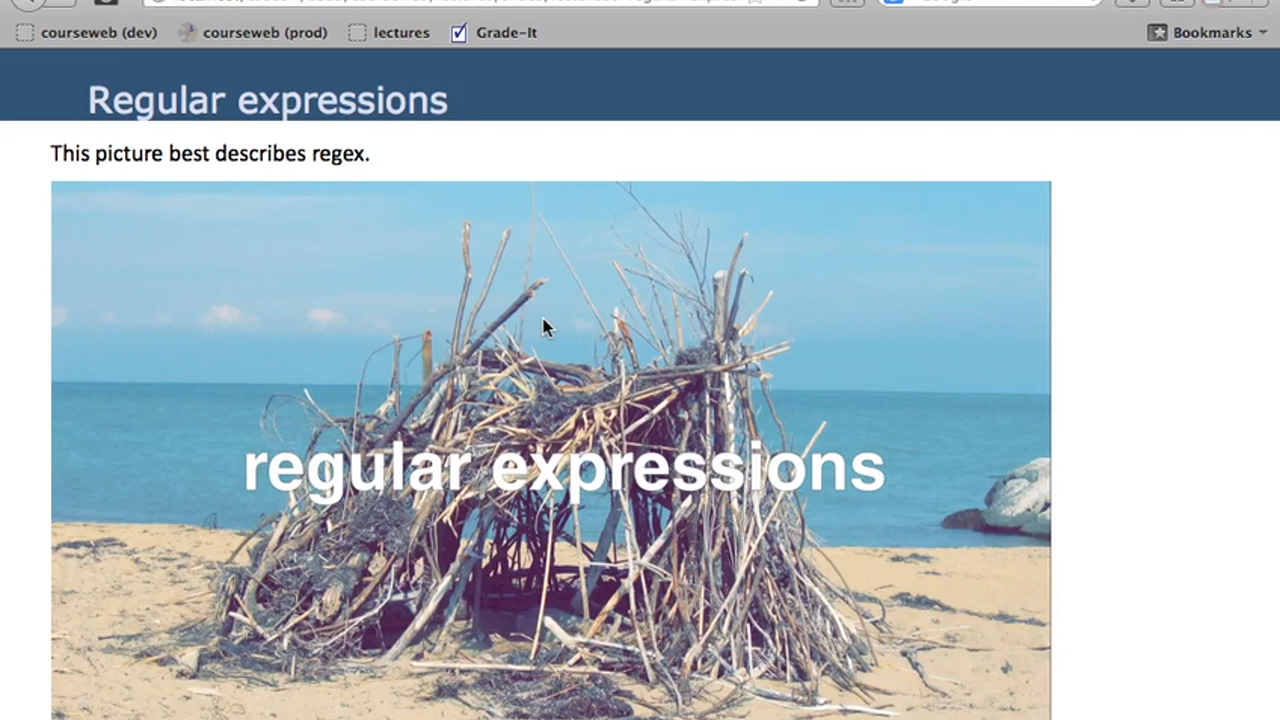 courseweb (dev) courseweb (prod) lectures Grade-It Bookmarks
Regular expressions
This picture best describes regex.
regular expressions